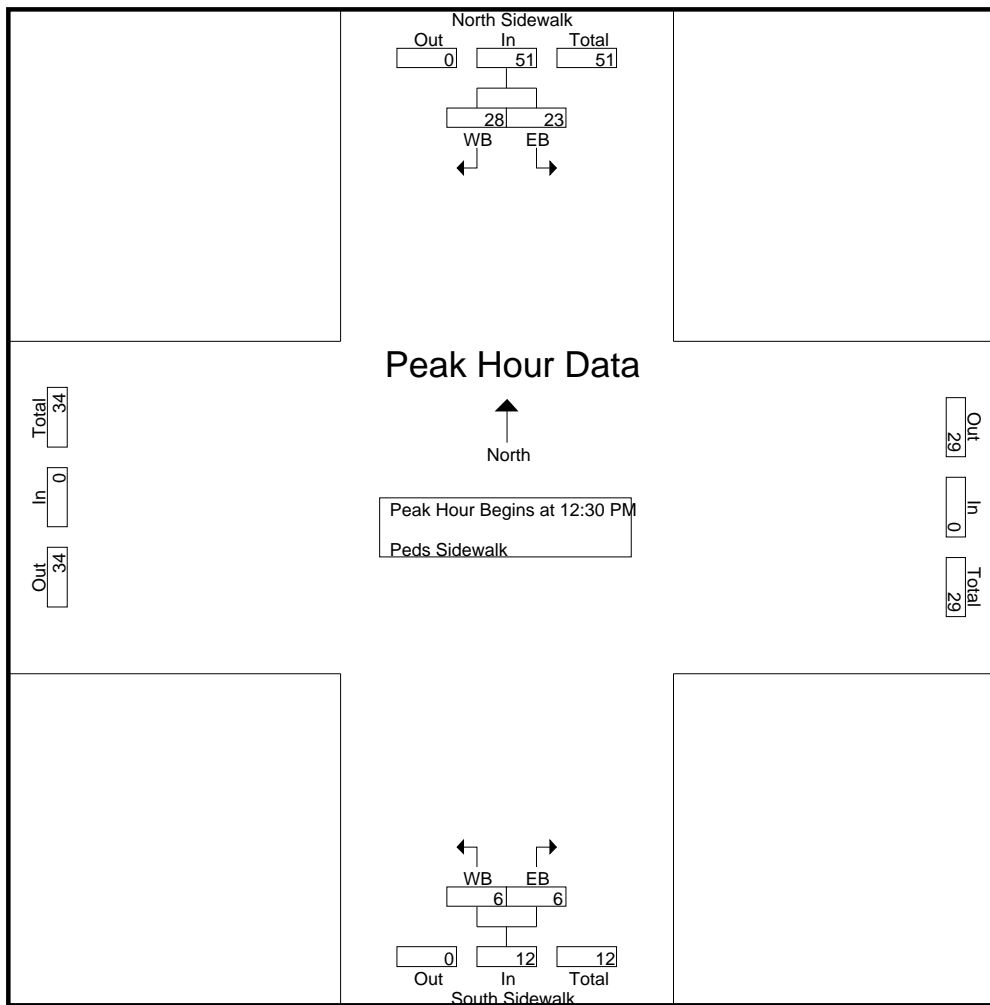 North Sidewalk
Out In Total
0 51 51
28 23
WB EB
Peak Hour Data
North
Peak Hour Begins at 12:30 PM
Peds Sidewalk
Total 34
In 0
Out 34
Out 29
In 0
Total 29
WB EB
6 6
0 12 12
Out In Total
South Sidewalk